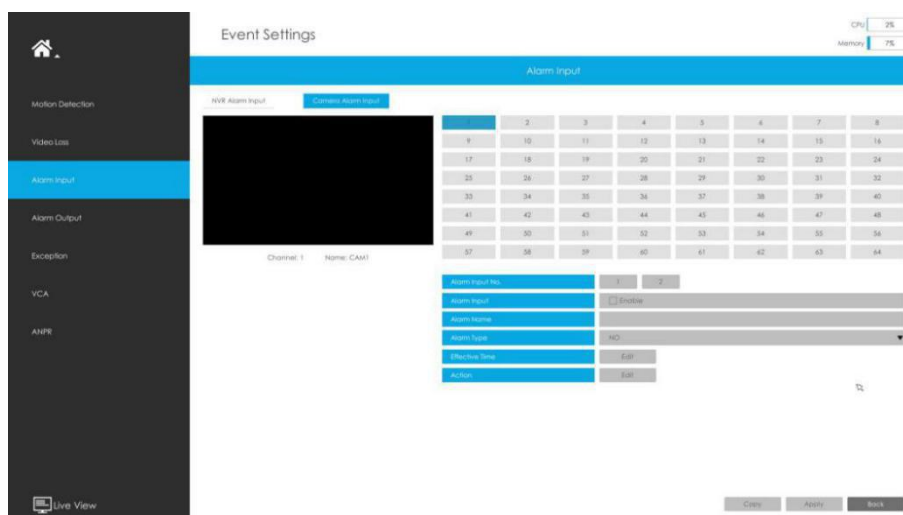 Event Settings
CPU 2%
Memory 7%
Alarm Input
Motion Detection
Video Loss
Alarm Input
Alarm Output
Exception
VCA
ANPR
Live View
NVR Alarm Input Camera Alarm Input
Channel: 1 Name: CAM1
1 2 3 4 5 6 7 8
9 10 11 12 13 14 15 16
17 18 19 20 21 22 23 24
25 26 27 28 29 30 31 32
33 34 35 36 37 38 39 40
41 42 43 44 45 46 47 48
49 50 51 52 53 54 55 56
57 58 59 60 61 62 63 64
Alarm Input No. 1 2
Alarm Input Enable
Alarm Name
Alarm Type NO
Effective Time Edit
Action Edit
Copy Apply Back